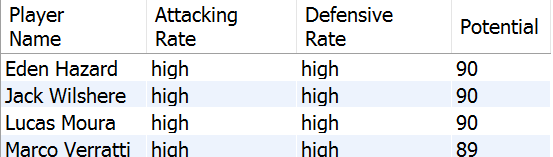 Player Name Attacking Rate Defensive Rate Potential
Eden Hazard high high 90
Jack Wilshere high high 90
Lucas Moura high high 90
Marco Verratti high high 89